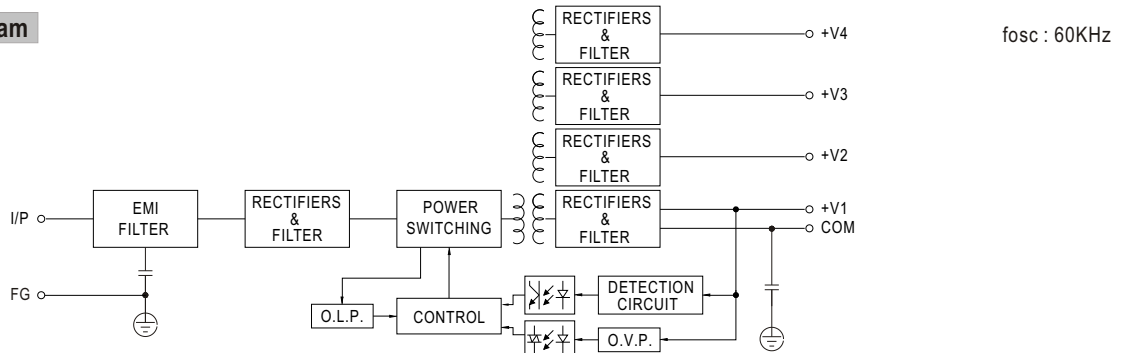 am
fosc : 60KHz
RECTIFIERS
&
FILTER
+V4
RECTIFIERS
&
FILTER
+V3
RECTIFIERS
&
FILTER
+V2
I/P
EMI
FILTER
RECTIFIERS
&
FILTER
POWER
SWITCHING
RECTIFIERS
&
FILTER
+V1
COM
FG
O.L.P.
CONTROL
DETECTION
CIRCUIT
O.V.P.